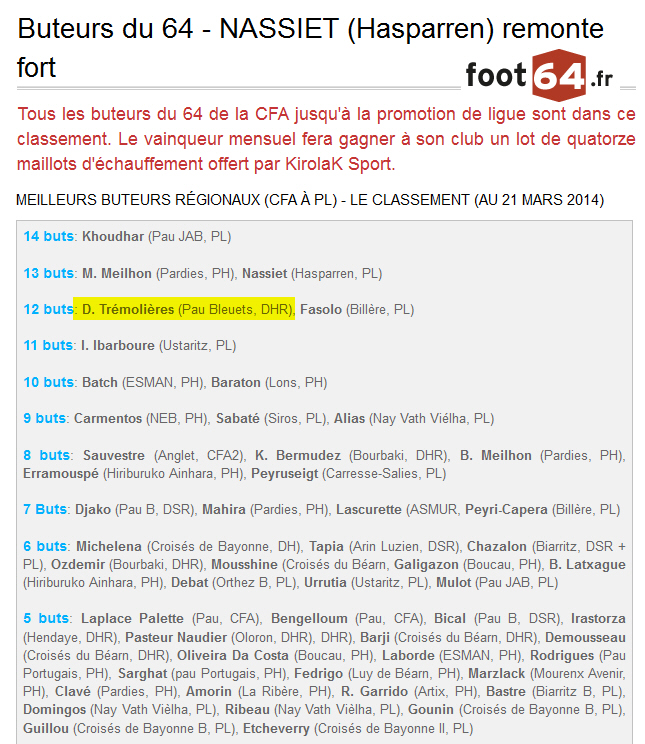 Buteurs du 64 - NASSIET (Hasparren) remonte
fort
foot64.fr
Tous les buteurs du 64 de la CFA jusqu'à la promotion de ligue sont dans ce
classement. Le vainqueur mensuel fera gagner à son club un lot de quatorze
maillots d'échauffement offert par KirolaK Sport.
MEILLEURS BUTEURS RÉGIONAUX (CFA À PL) - LE CLASSEMENT (AU 21 MARS 2014)
14 buts: Khoudhar (Pau JAB, PL)
13 buts: M. Meilhon (Pardies, PH), Nassiet (Hasparren, PL)
12 buts: D. Trémolières (Pau Bleuets, DHR), Fasolo (Billère, PL)
11 buts: I. Ibarboure (Ustaritz, PL)
10 buts: Batch (ESMAN, PH), Baraton (Lons, PH)
9 buts: Carmentos (NEB, PH), Sabaté (Siros, PL), Alias (Nay Vath Viélha, PL)
8 buts: Sauvestre (Anglet, CFA2), K. Bermudez (Bourbaki, DHR), B. Meilhon (Pardies, PH),
Erramouspé (Hiriburuko Ainhara, PH), Peyruseigt (Carresse-Salies, PL)
7 Buts: Djako (Pau B, DSR), Mahira (Pardies, PH), Lascurette (ASMUR, Peyri-Capera (Billère, PL)
6 buts: Michelena (Croisés de Bayonne, DH), Tapia (Arin Luzien, DSR), Chazalon (Biarritz, DSR +
PL), Ozdemir (Bourbaki, DHR), Mousshine (Croisés du Béarn, Galigazon (Boucau, PH), B. Latxague
(Hiriburuko Ainhara, PH), Debat (Orthez B, PL), Urrutia (Ustaritz, PL), Mulot (Pau JAB, PL)
5 buts: Laplace Palette (Pau, CFA), Bengelloum (Pau, CFA), Bical (Pau B, DSR), Irastorza
(Hendaye, DHR), Pasteur Naudier (Oloron, DHR), DHR), Barji (Croisés du Béarn, DHR), Demousseau
(Croisés du Béarn, DHR), Oliveira Da Costa (Boucau, PH), Laborde (ESMAN, PH), Rodrigues (Pau
Portugais, PH), Sarghat (pau Portugais, PH), Fedrigo (Luy de Béarn, PH), Marzlack (Mourenx Avenir,
PH), Clavé (Pardies, PH), Amorin (La Ribère, PH), R. Garrido (Artix, PH), Bastre (Biarritz B, PL),
Domingos (Nay Vath Vièlha, PL), Ribeau (Nay Vath Vièlha, PL), Gounin (Croisés de Bayonne B, PL),
Guillou (Croisés de Bayonne B, PL), Etcheverry (Croisés de Bayonne II, PL)